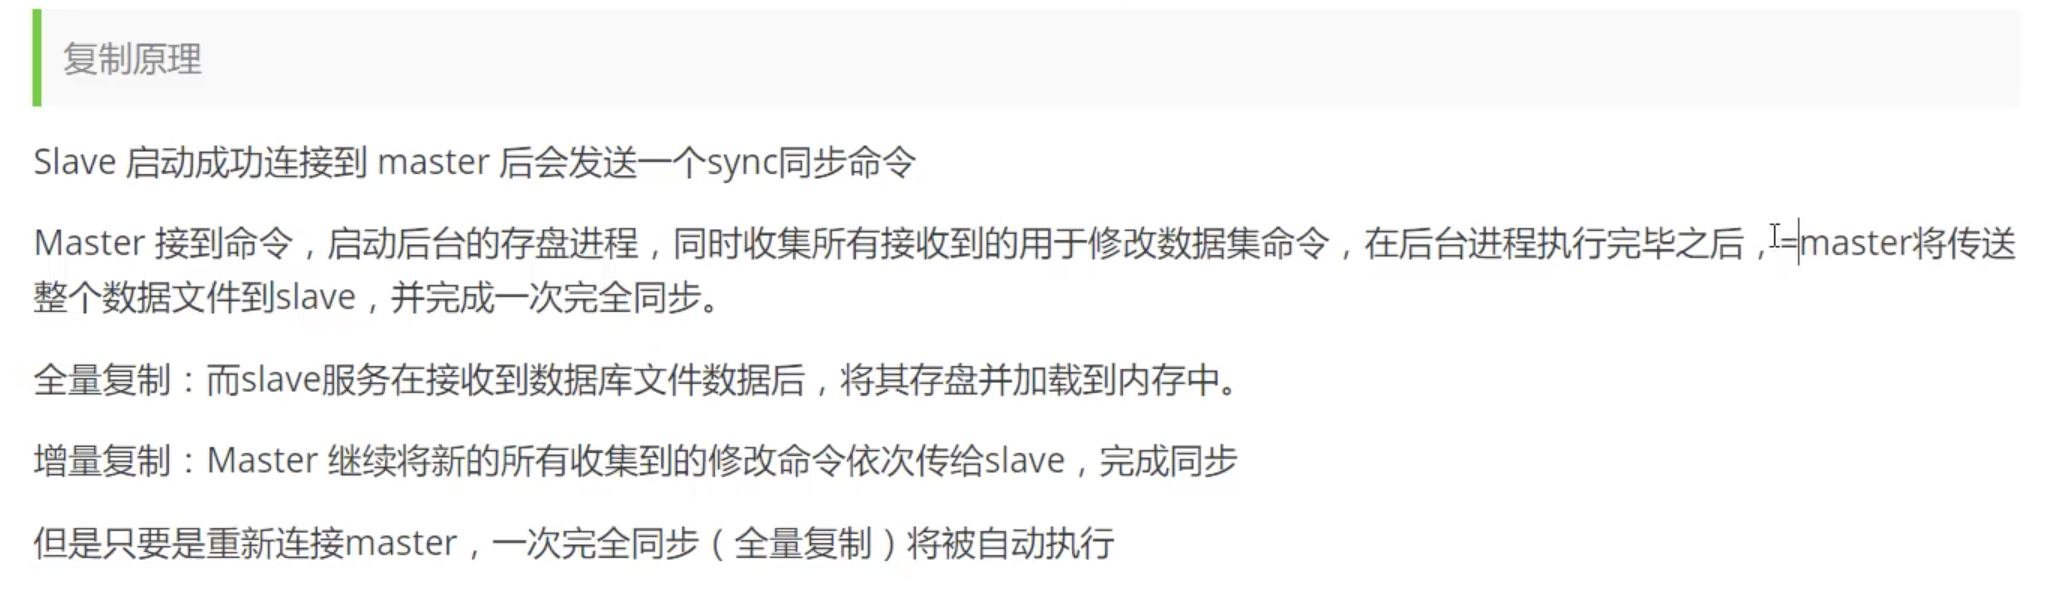 复制原理
Slave 启动成功连接到 master 后会发送一个sync同步命令
Master 接到命令，启动后台的存盘进程，同时收集所有接收到的用于修改数据集命令，在后台进程执行完毕之后，=master将传送
整个数据文件到slave，并完成一次完全同步。
全量复制：而slave服务在接收到数据库文件数据后，将其存盘并加载到内存中。
增量复制：Master 继续将新的所有收集到的修改命令依次传给slave，完成同步
但是只要是重新连接master，一次完全同步（全量复制）将被自动执行